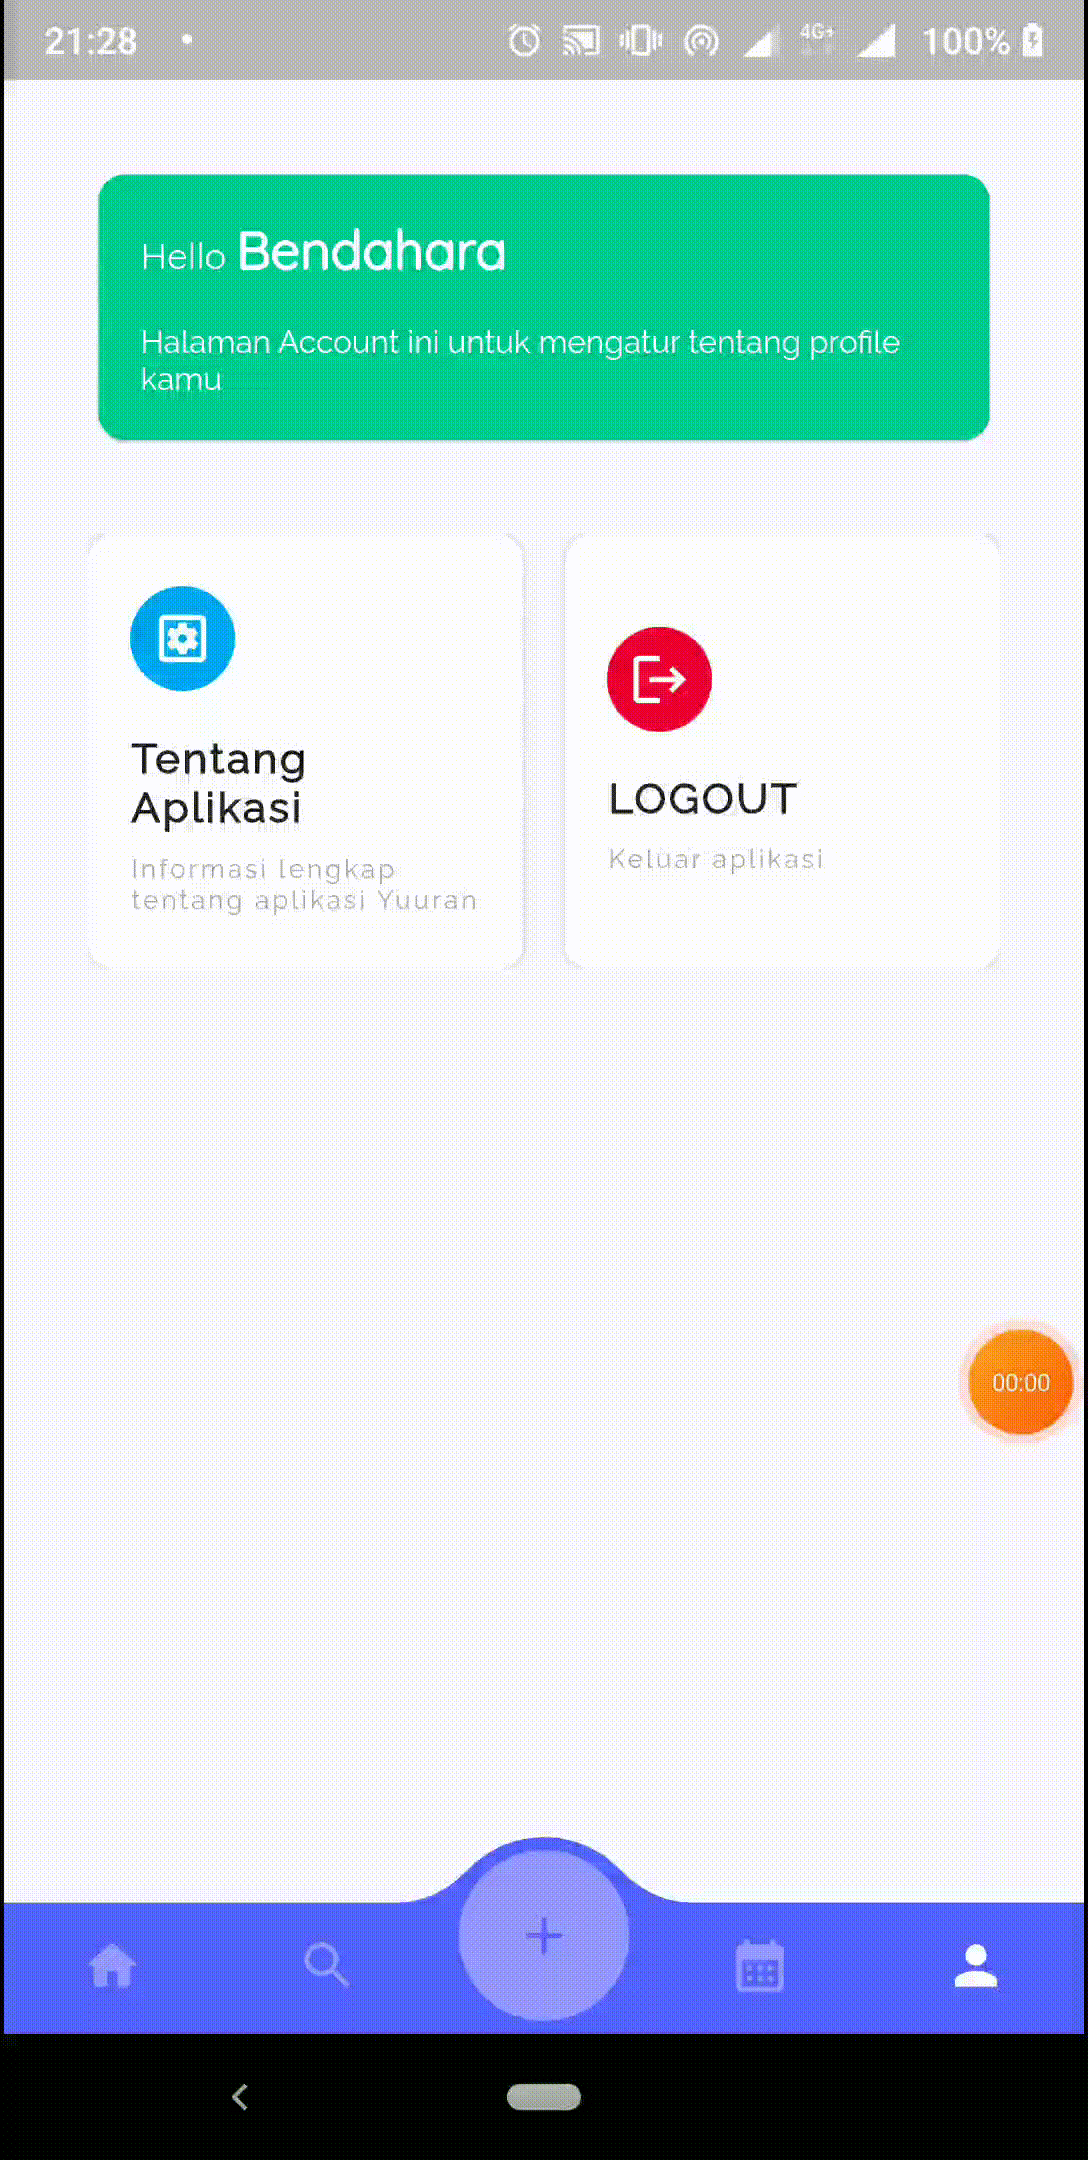 21:28
4G+
100%
Hello Bendahara
Halaman Account ini untuk mengatur tentang profile
kamu
Tentang
Aplikasi
Informasi lengkap
tentang aplikasi Yuuran
LOGOUT
Keluar aplikasi
00:00